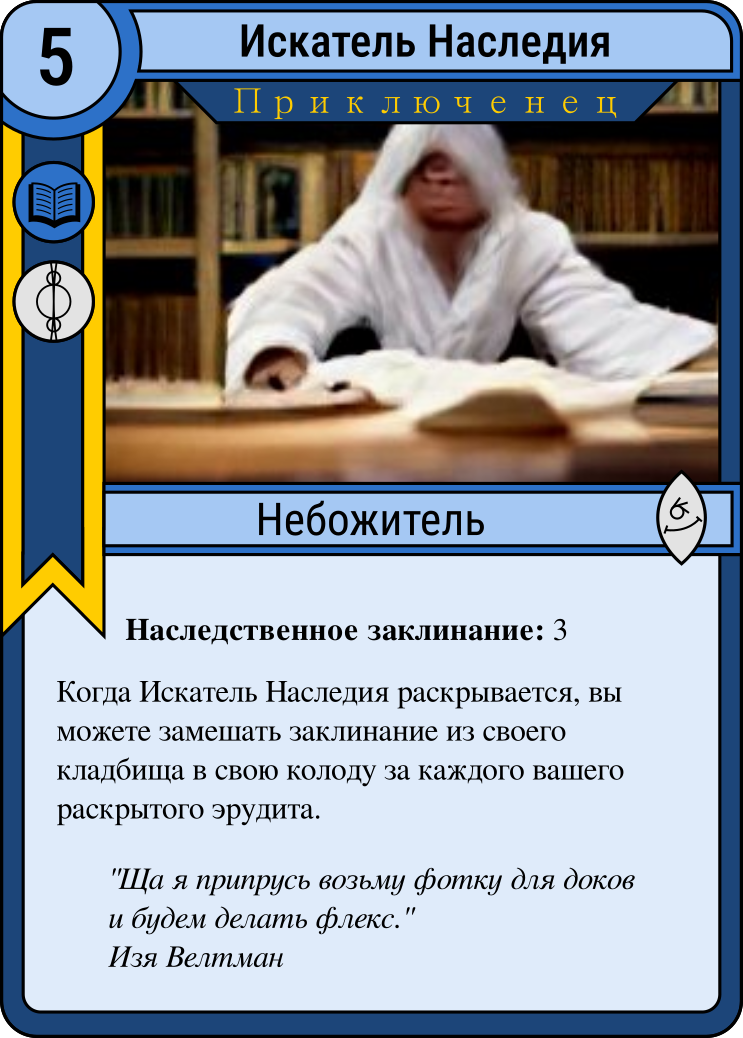 5
Искатель Наследия
Приключенец
Небожитель
Наследственное заклинание: 3
Когда Искатель Наследия раскрывается, вы
можете замешать заклинание из своего
кладбища в свою колоду за каждого вашего
раскрытого эрудита.
"Ща я припрусь возьму фотку для доков
и будем делать флекс."
Изя Велтман